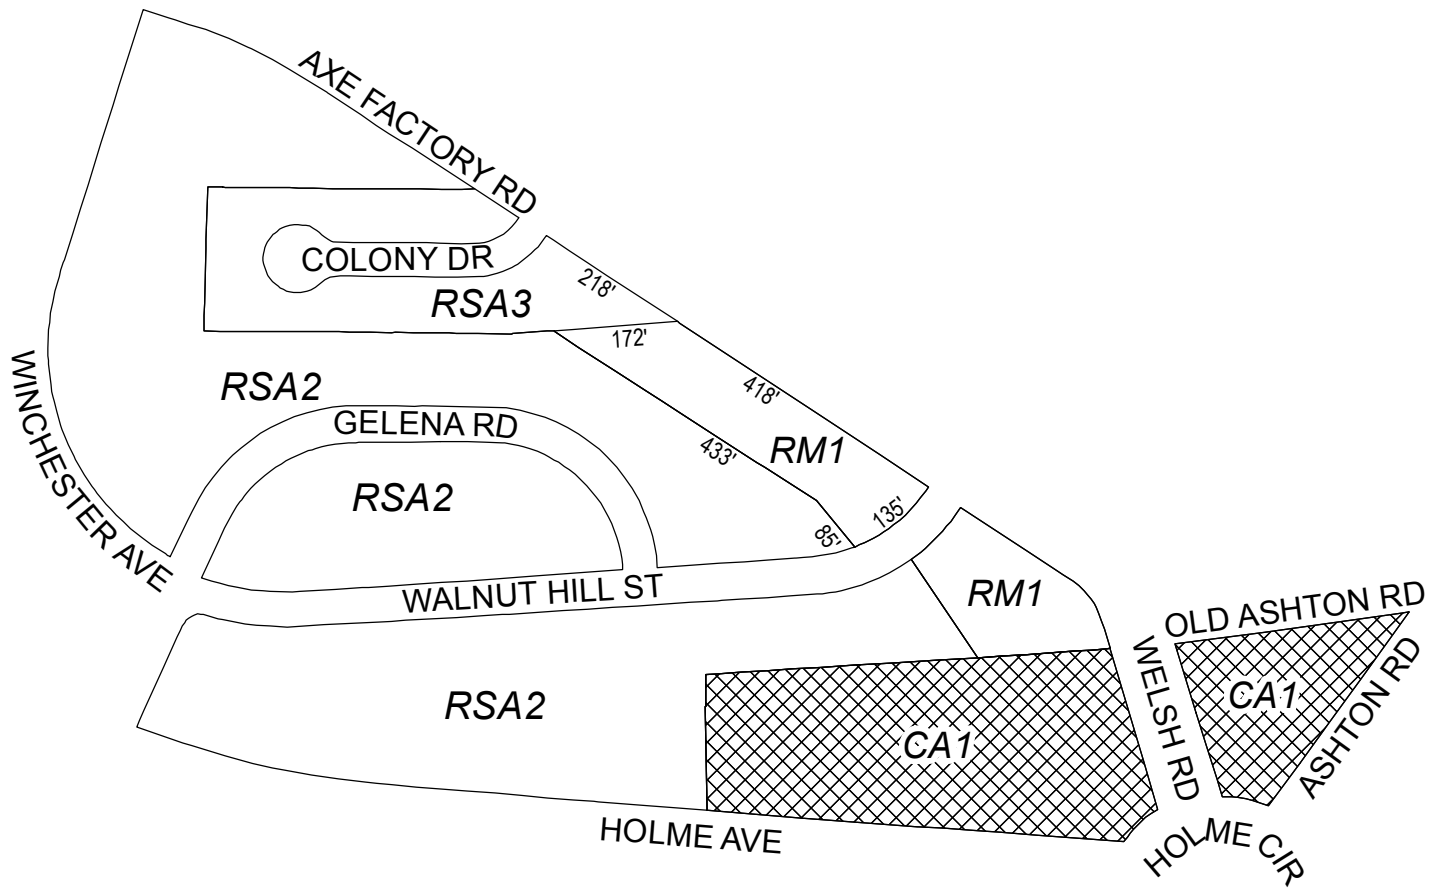 AXE FACTORY RD
COLONY DR
RSA3
218'
172'
WINCHESTER AVE
RSA2
418'
GELENA RD
433'
RM1
RSA2
135'
85'
WALNUT HILL ST
RM1
OLD ASHTON RD
WELSH RD
CA1
ASHTON RD
RSA2
CA1
HOLME AVE
HOLME CIR